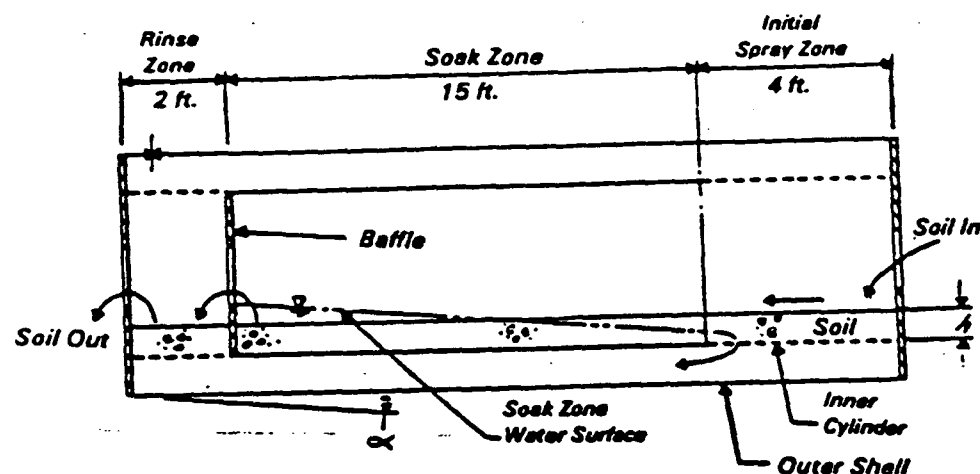 Rinse
Zone
2 ft.
Soak Zone
15 ft.
Initial
Spray Zone
4 ft.
Baffle
Soil In
Soil Out
Soil
h
α
Soak Zone
Water Surface
Inner
Cylinder
Outer Shell